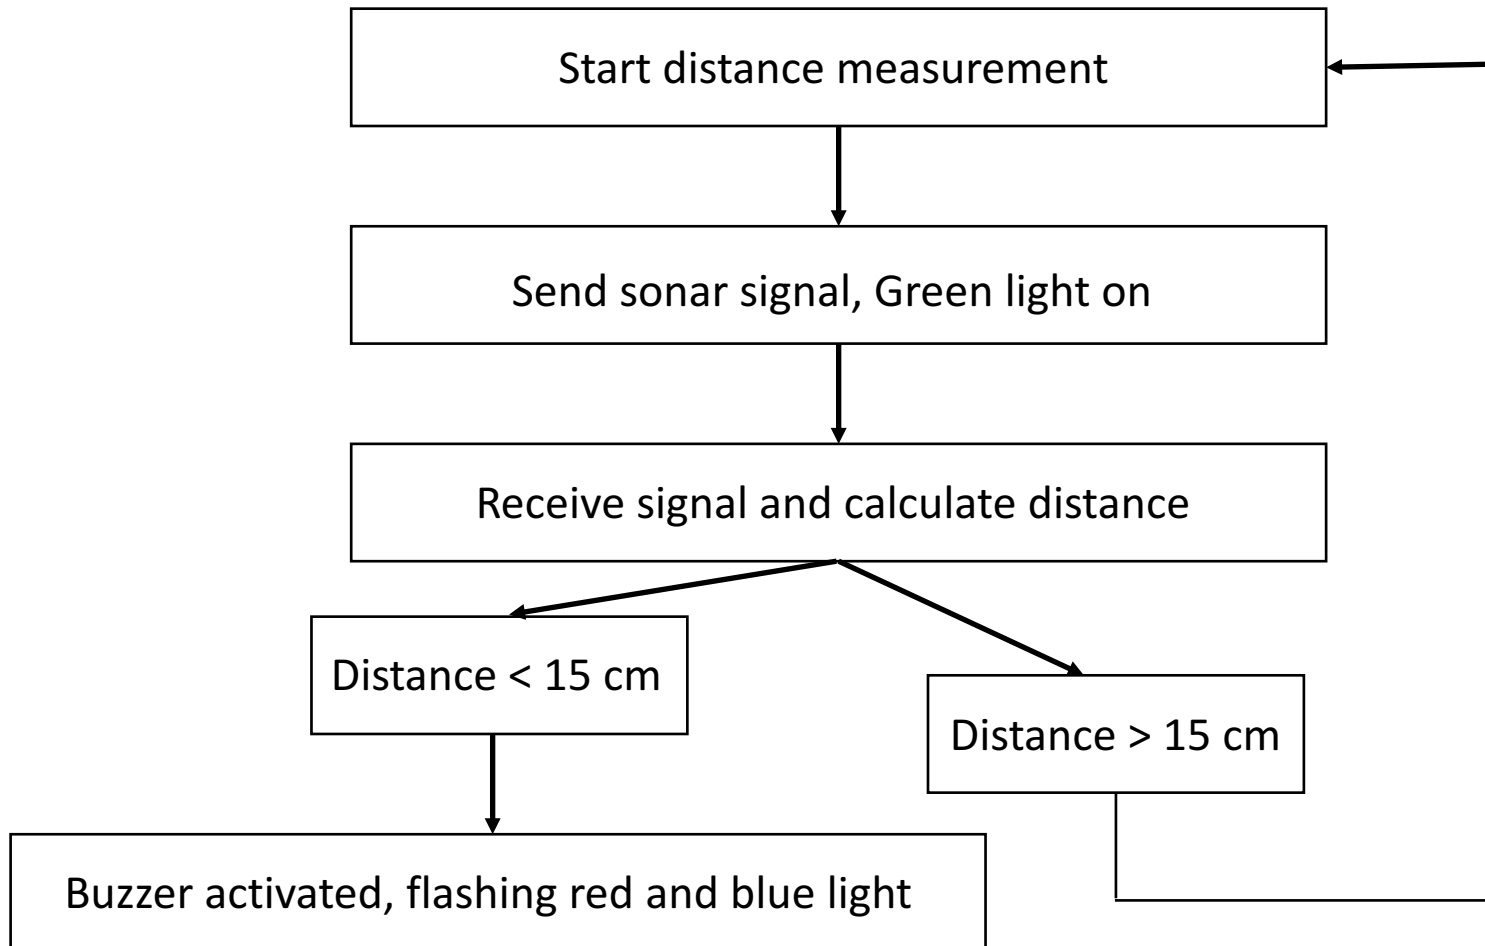 Start distance measurement
Send sonar signal, Green light on
Receive signal and calculate distance
Distance < 15 cm
Distance > 15 cm
Buzzer activated, flashing red and blue light